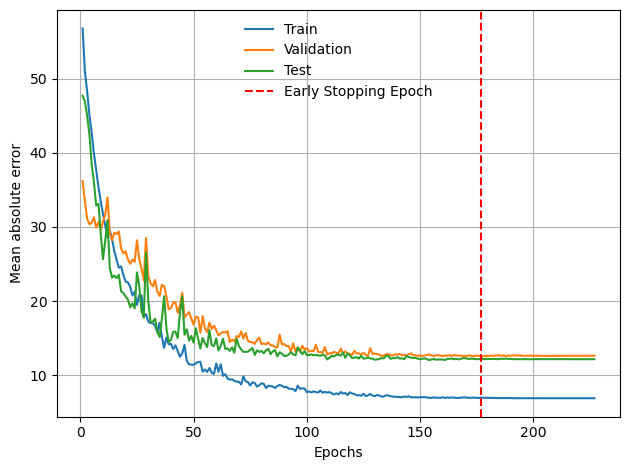 Train
Validation
Test
Early Stopping Epoch
Mean absolute error
50
40
30
20
10
0 50 100 150 200
Epochs